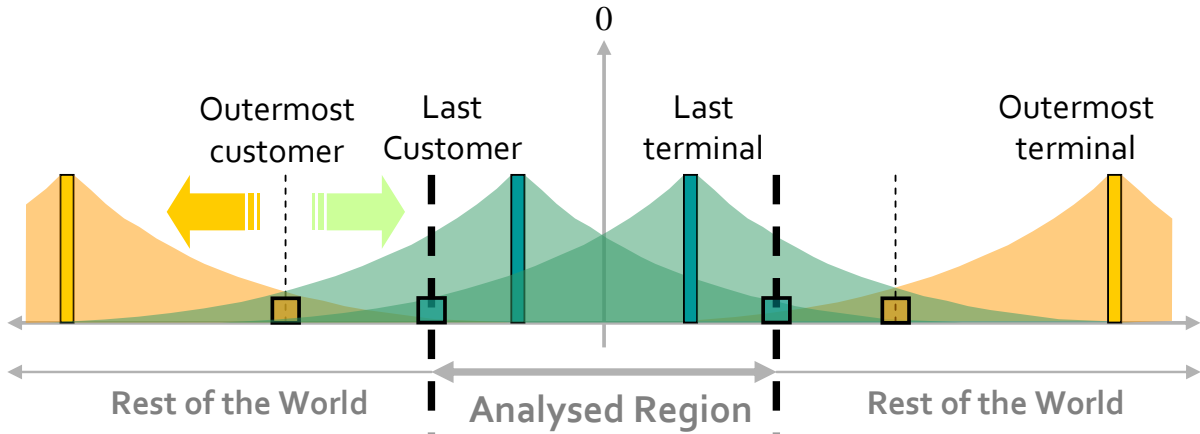 0
Outermost
customer
Last
Customer
Last
terminal
Outermost
terminal
Rest of the World
Analysed Region
Rest of the World